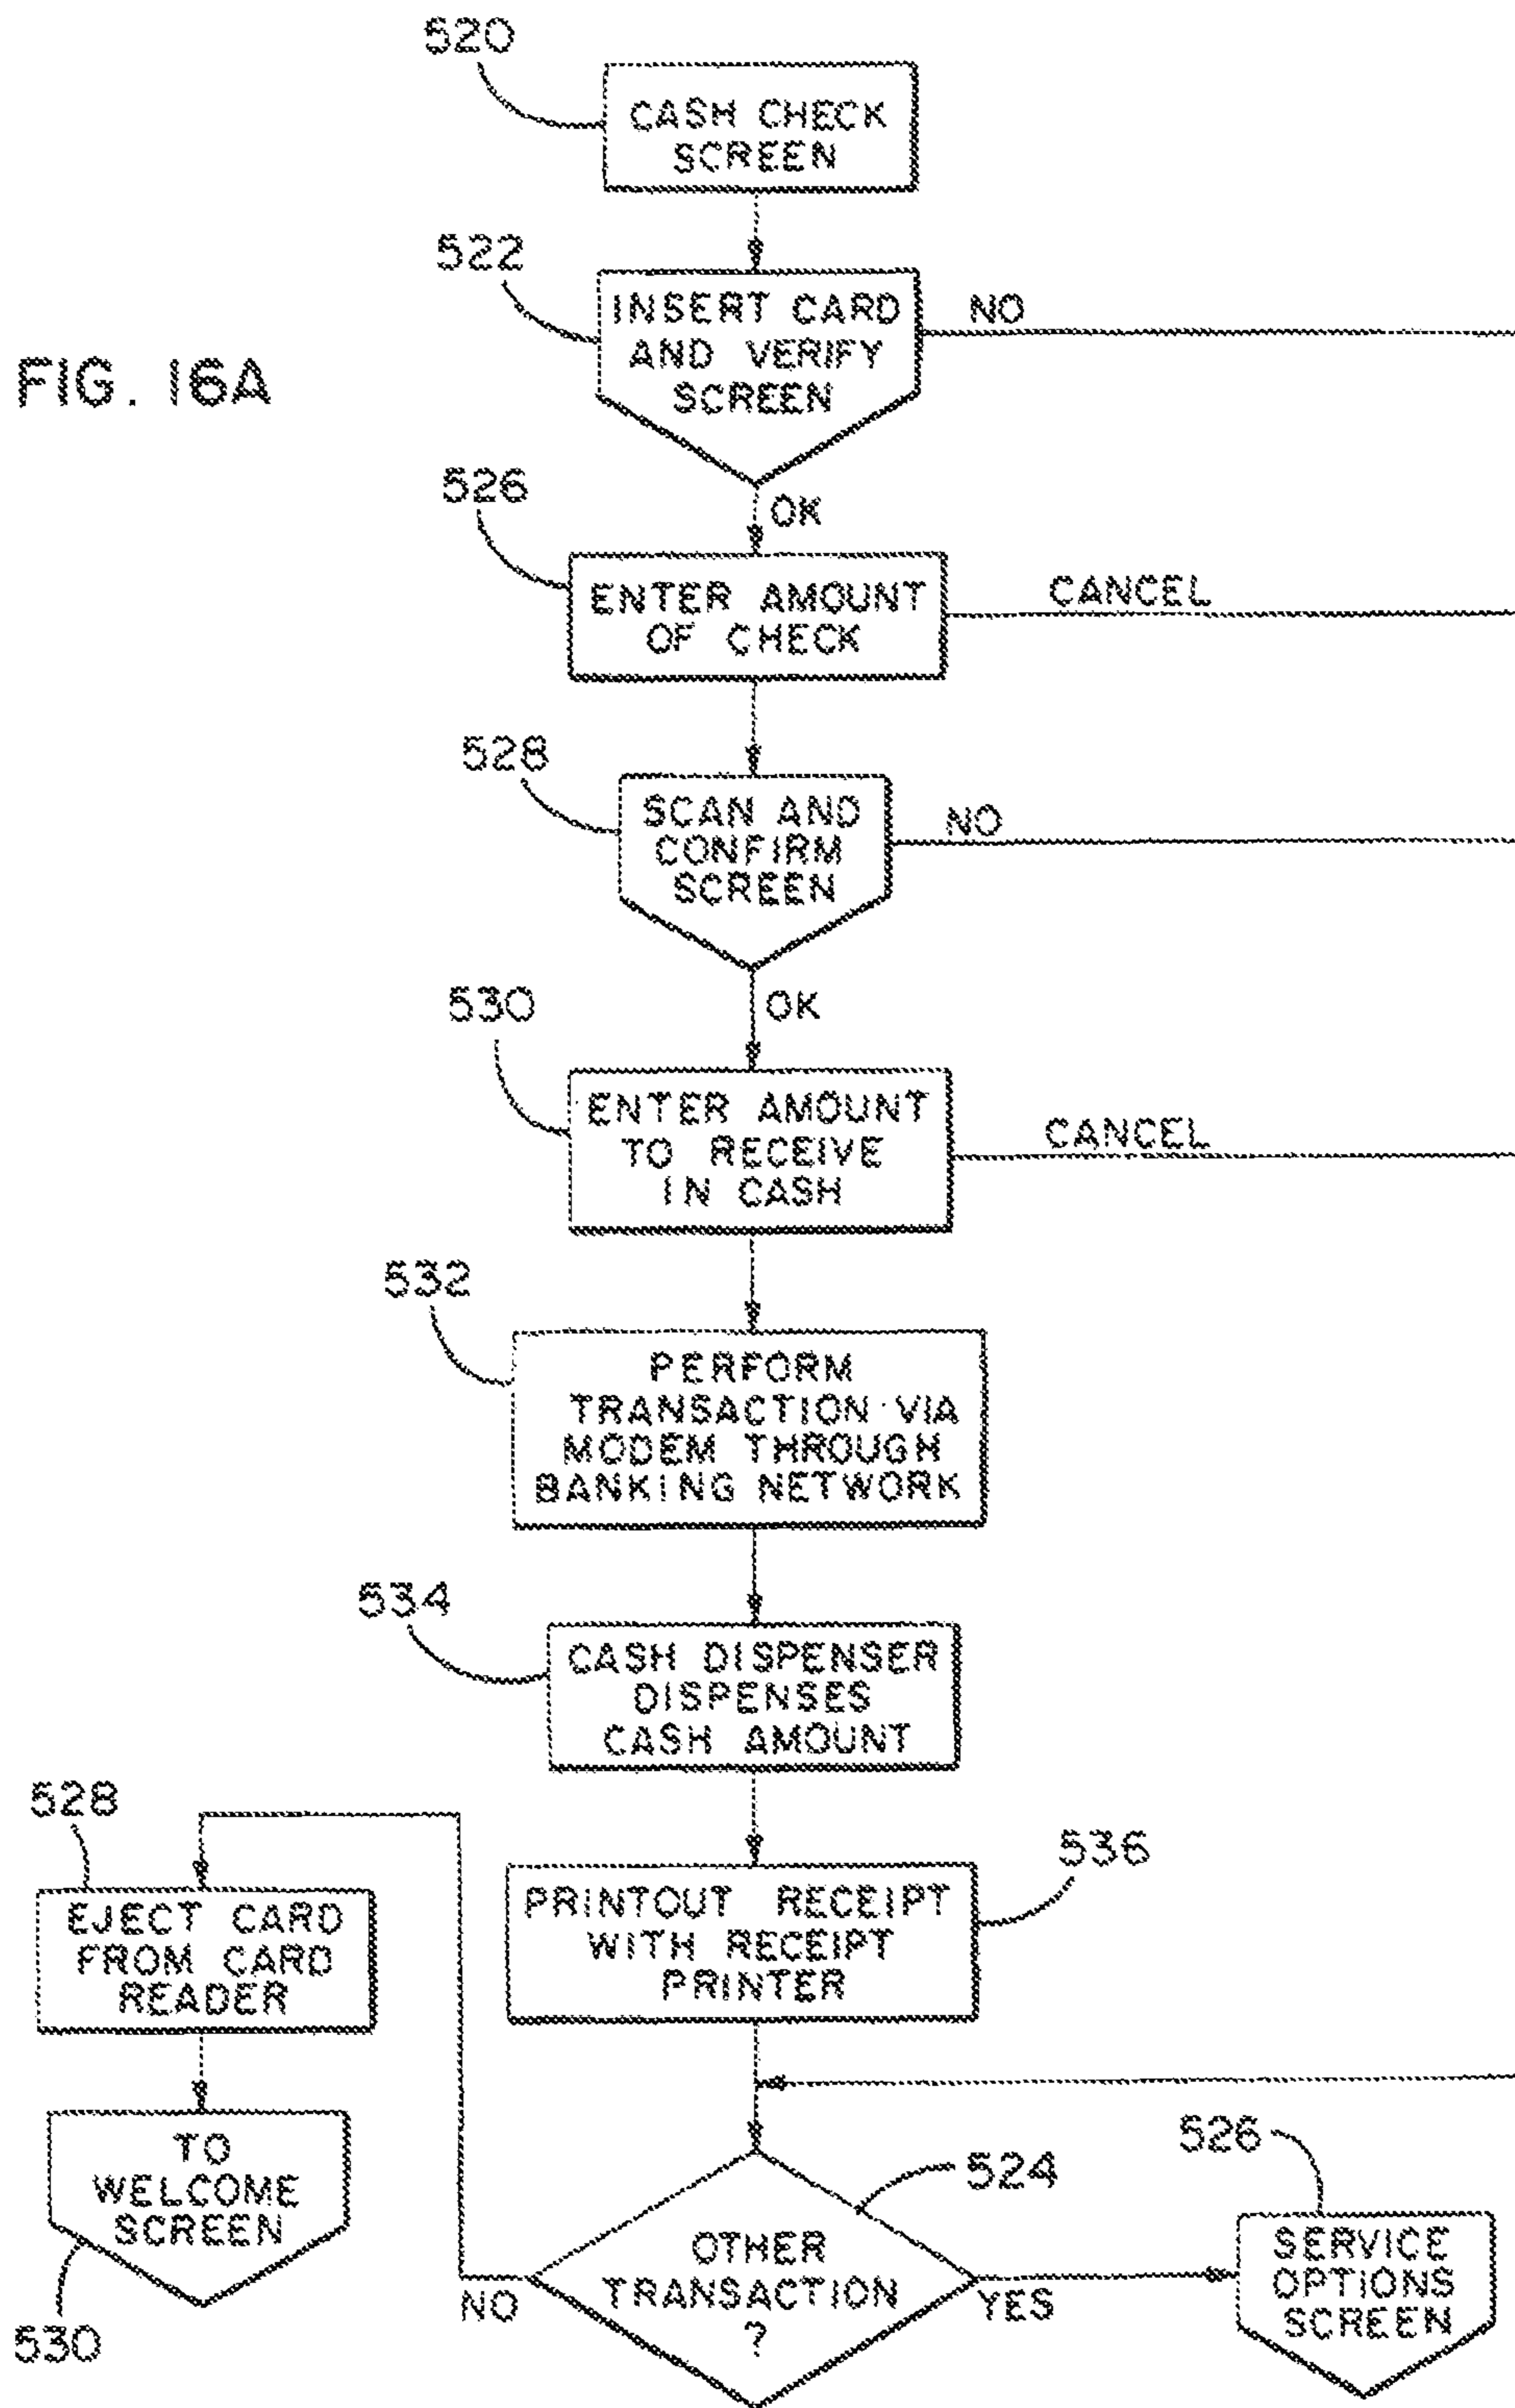 520
CASH CHECK
SCREEN
522
INSERT CARD
AND VERIFY
SCREEN
NO
FIG. 16A
OK
526
ENTER AMOUNT
OF CHECK
CANCEL
528
SCAN AND
CONFIRM
SCREEN
NO
OK
530
ENTER AMOUNT
TO RECEIVE
IN CASH
CANCEL
532
PERFORM
TRANSACTION VIA
MODEM THROUGH
BANKING NETWORK
534
CASH DISPENSER
DISPENSES
CASH AMOUNT
528
EJECT CARD
FROM CARD
READER
536
PRINTOUT RECEIPT
WITH RECEIPT
PRINTER
TO
WELCOME
SCREEN
530
524
OTHER
TRANSACTION
?
NO
YES
526
SERVICE
OPTIONS
SCREEN